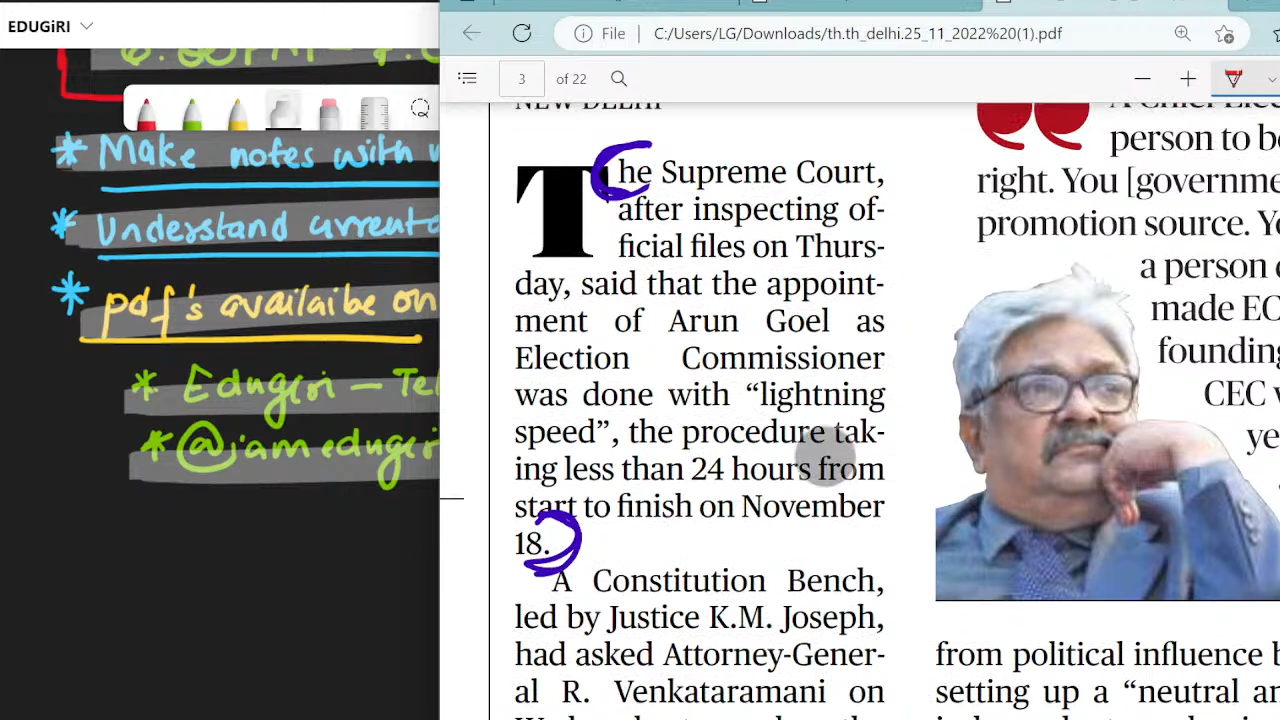 EDUGiRI
* Make notes with
* Understand current
* pdf's availaibe on
* Edugiri - Tel
* @iamedugiri
File | C:/Users/LG/Downloads/th.th_delhi.25_11_2022%20(1).pdf
3 of 22
NEW DELHI
The Supreme Court,
after inspecting of-
ficial files on Thurs-
day, said that the appoint-
ment of Arun Goel as
Election Commissioner
was done with “lightning
speed”, the procedure tak-
ing less than 24 hours from
start to finish on November
18.
A Constitution Bench,
led by Justice K.M. Joseph,
had asked Attorney-Gener-
al R. Venkataramani on
person to b
right. You [governme
promotion source. Y
a person
made EC
founding
CEC
ye
from political influence b
setting up a “neutral an